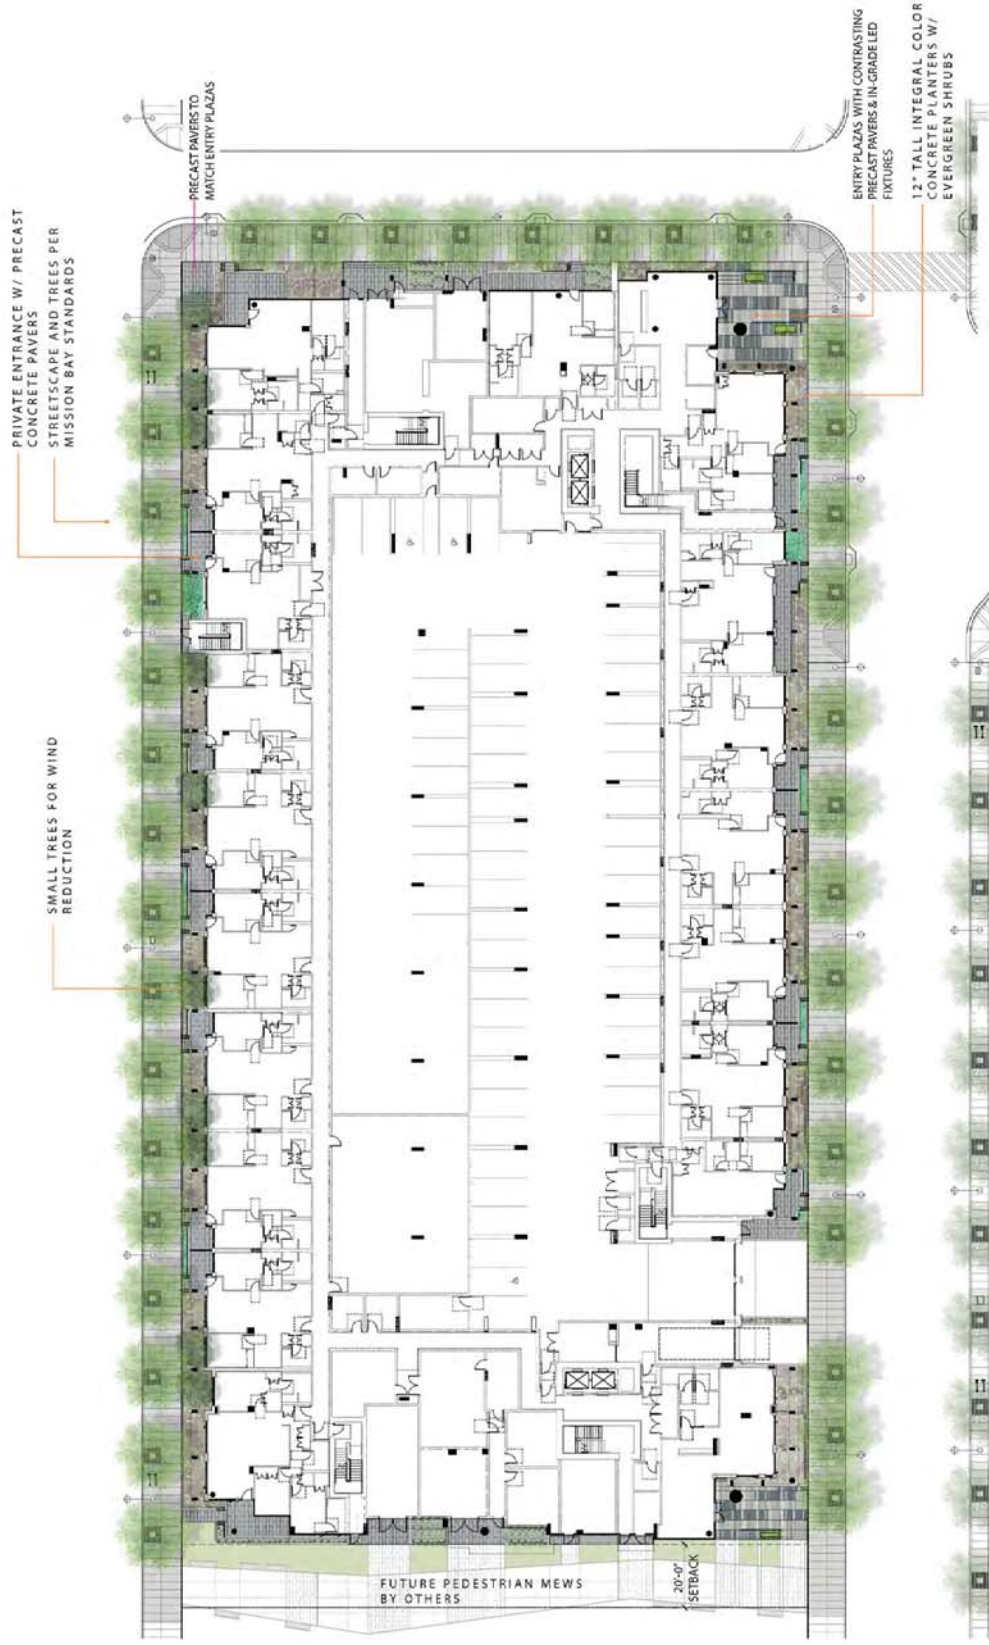 PRIVATE ENTRANCE W/ PRECAST
CONCRETE PAVERS
STREETSCAPE AND TREES PER
MISSION BAY STANDARDS
PRECAST PAVERS TO
MATCH ENTRY PLAZAS
SMALL TREES FOR WIND
REDUCTION
ENTRY PLAZAS WITH CONTRASTING
PRECAST PAVERS & IN-GRADE LED
FIXTURES
12" TALL INTEGRAL COLOR
CONCRETE PLANTERS W/
EVERGREEN SHRUBS
FUTURE PEDESTRIAN MEWS
BY OTHERS
20'-0"
SETBACK